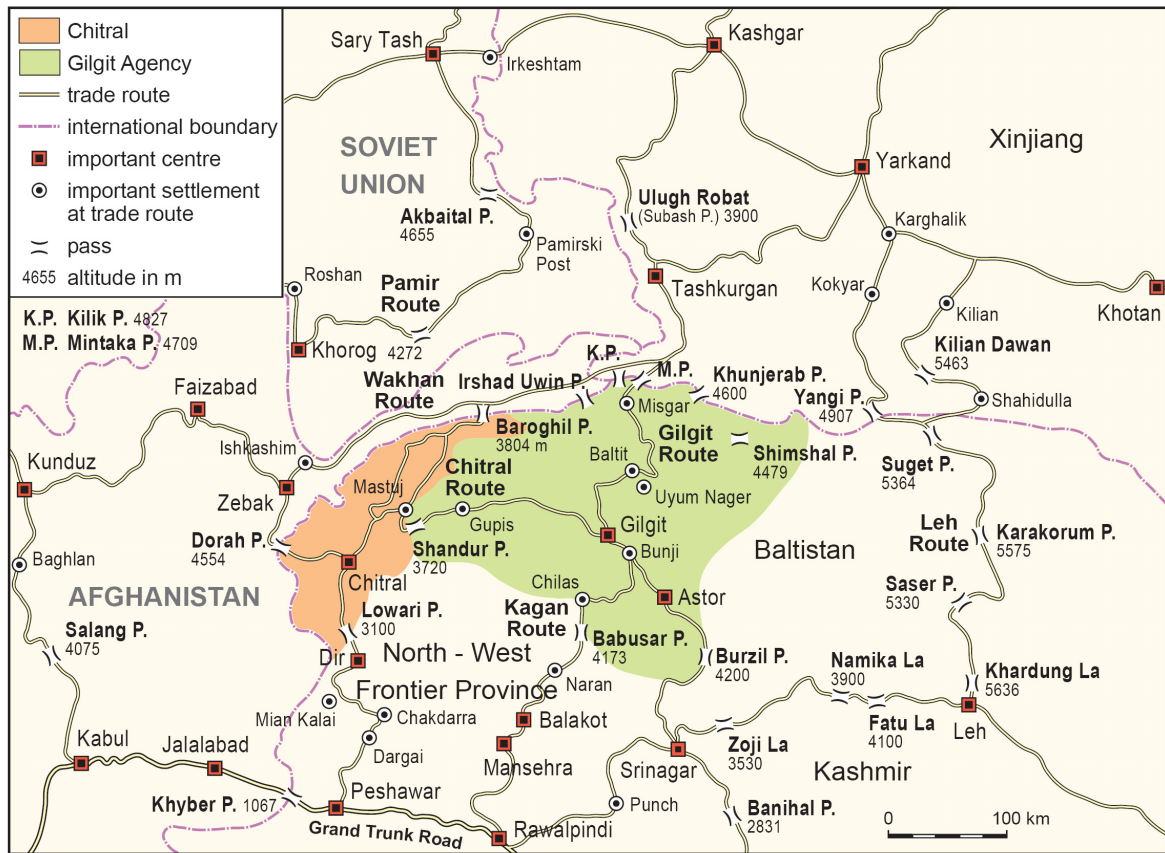 Chitral
Gilgit Agency
trade route
international boundary
important centre
important settlement
at trade route
pass
4655 altitude in m
K.P. Kilik P. 4827
M.P. Mintaka P. 4709
Sary Tash
Irkeshtam
Kashgar
SOVIET
UNION
Xinjiang
Yarkand
Akbaital P.
4655
Ulugh Robat
(Subash P.) 3900
Karghalik
Pamirski
Post
Roshan
Pamir
Route
Tashkurgan
Kokyar
Kilian
Khotan
Khorog
4272
Kilian Dawan
5463
K.P.
M.P.
Wakhan
Route
Irshad Uwin P.
Khunjerab P.
4600
Yangi P.
4907
Shahidulla
Faizabad
Misgar
Baroghil P.
3804 m
Gilgit
Route
Shimshal P.
4479
Suget P.
5364
Ishkashim
Kunduz
Zebak
Chitral
Route
Baltit
Uyum Nager
Mastuj
Gupis
Gilgit
Leh
Route
Karakorum P.
5575
Dorah P.
4554
Shandur P.
3720
Bunji
Baltistan
Baghlan
Chitral
Chilas
Astor
Saser P.
5330
AFGHANISTAN
Lowari P.
3100
Kagan
Route
Babusar P.
4173
Salang P.
4075
Dir
North - West
Frontier Province
Burzil P.
4200
Namika La
3900
Khardung La
5636
Naran
Mian Kalai
Chakdarra
Balakot
Fatu La
4100
Leh
Kabul
Jalalabad
Dargai
Mansehra
Srinagar
Zoji La
3530
Kashmir
Khyber P. 1067
Peshawar
Punch
Banihal P.
2831
Grand Trunk Road
Rawalpindi
0 100 km